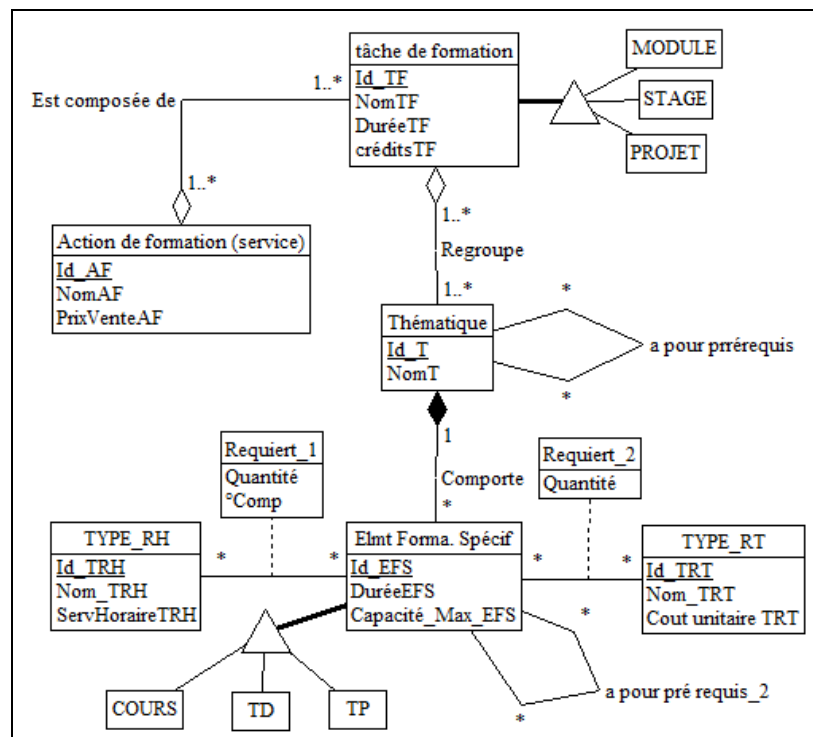 tâche de formation
Id_TF
NomTF
DuréeTF
créditsTF
MODULE
STAGE
PROJET
Est composée de
1..*
1..*
Action de formation (service)
Id_AF
NomAF
PrixVenteAF
1..*
Regroupe
1..*
Thématique
Id_T
NomT
*
a pour prrérequis
*
1
Comporte
*
Requiert_1
Quantité
°Comp
Requiert_2
Quantité
TYPE_RH
Id_TRH
Nom_TRH
ServHoraireTRH
*
*
Elmt Forma. Spécif
Id_EFS
DuréeEFS
Capacité_Max_EFS
*
*
TYPE_RT
Id_TRT
Nom_TRT
Cout unitaire TRT
*
a pour pré requis_2
*
COURS
TD
TP